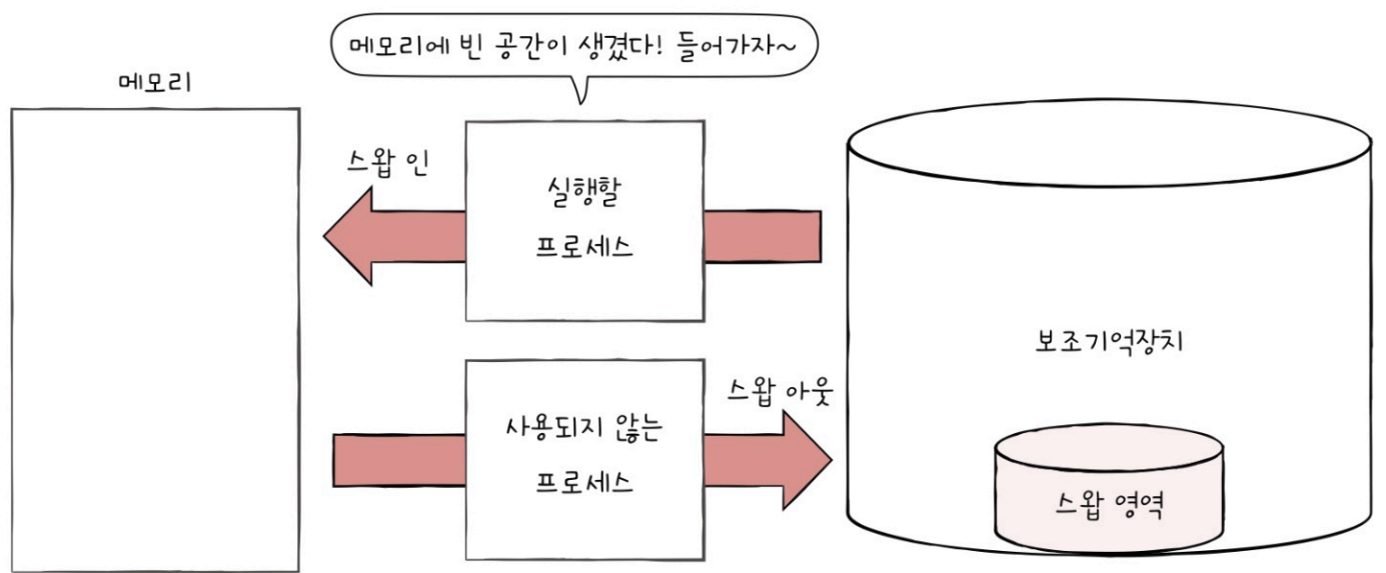 메모리에 빈 공간이 생겼다! 들어가자~
메모리
스왑 인
실행할
프로세스
보조기억장치
스왑 아웃
사용되지 않는
프로세스
스왑 영역